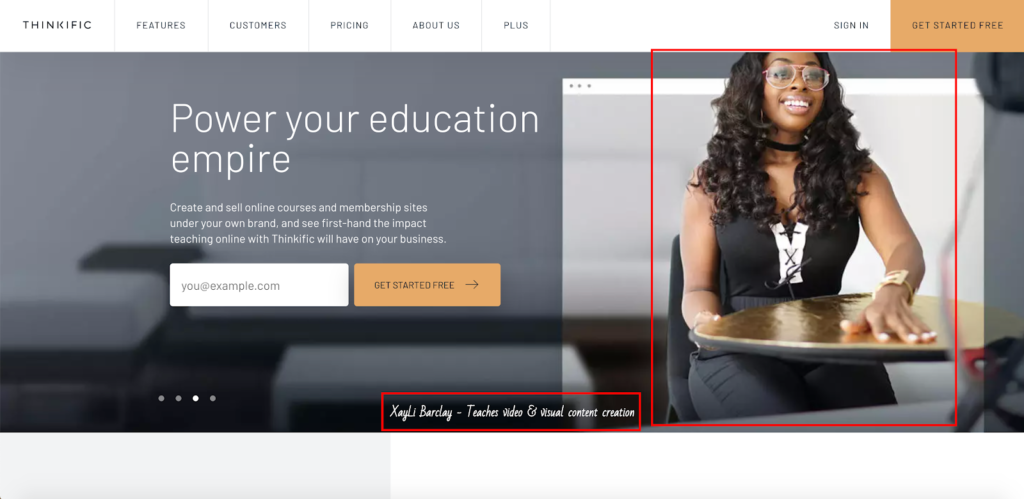 THINKIFIC
FEATURES
CUSTOMERS
PRICING
ABOUT US
PLUS
SIGN IN
GET STARTED FREE
Power your education
empire
Create and sell online courses and membership sites
under your own brand, and see first-hand the impact
teaching online with Thinkific will have on your business.
you@example.com
GET STARTED FREE →
XayLi Barclay - Teaches video & visual content creation